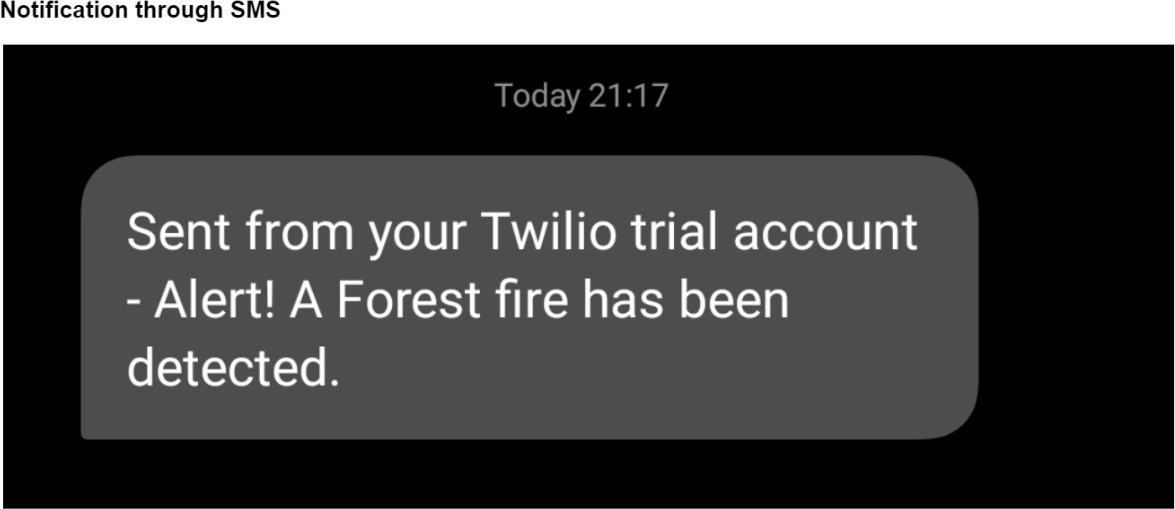 Notification through SMS
Today 21:17
Sent from your Twilio trial account
- Alert! A Forest fire has been
detected.